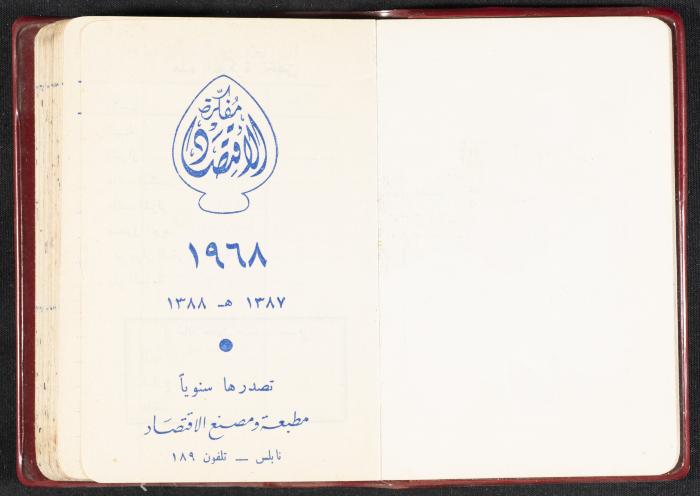 مفكرة
الاقتصاد
١٩٦٨
١٣٨٧ هـ ١٣٨٨
تصدرها سنوياً
مطبعة ومصنع الاقتصاد
نابلس — تلفون ١٨٩